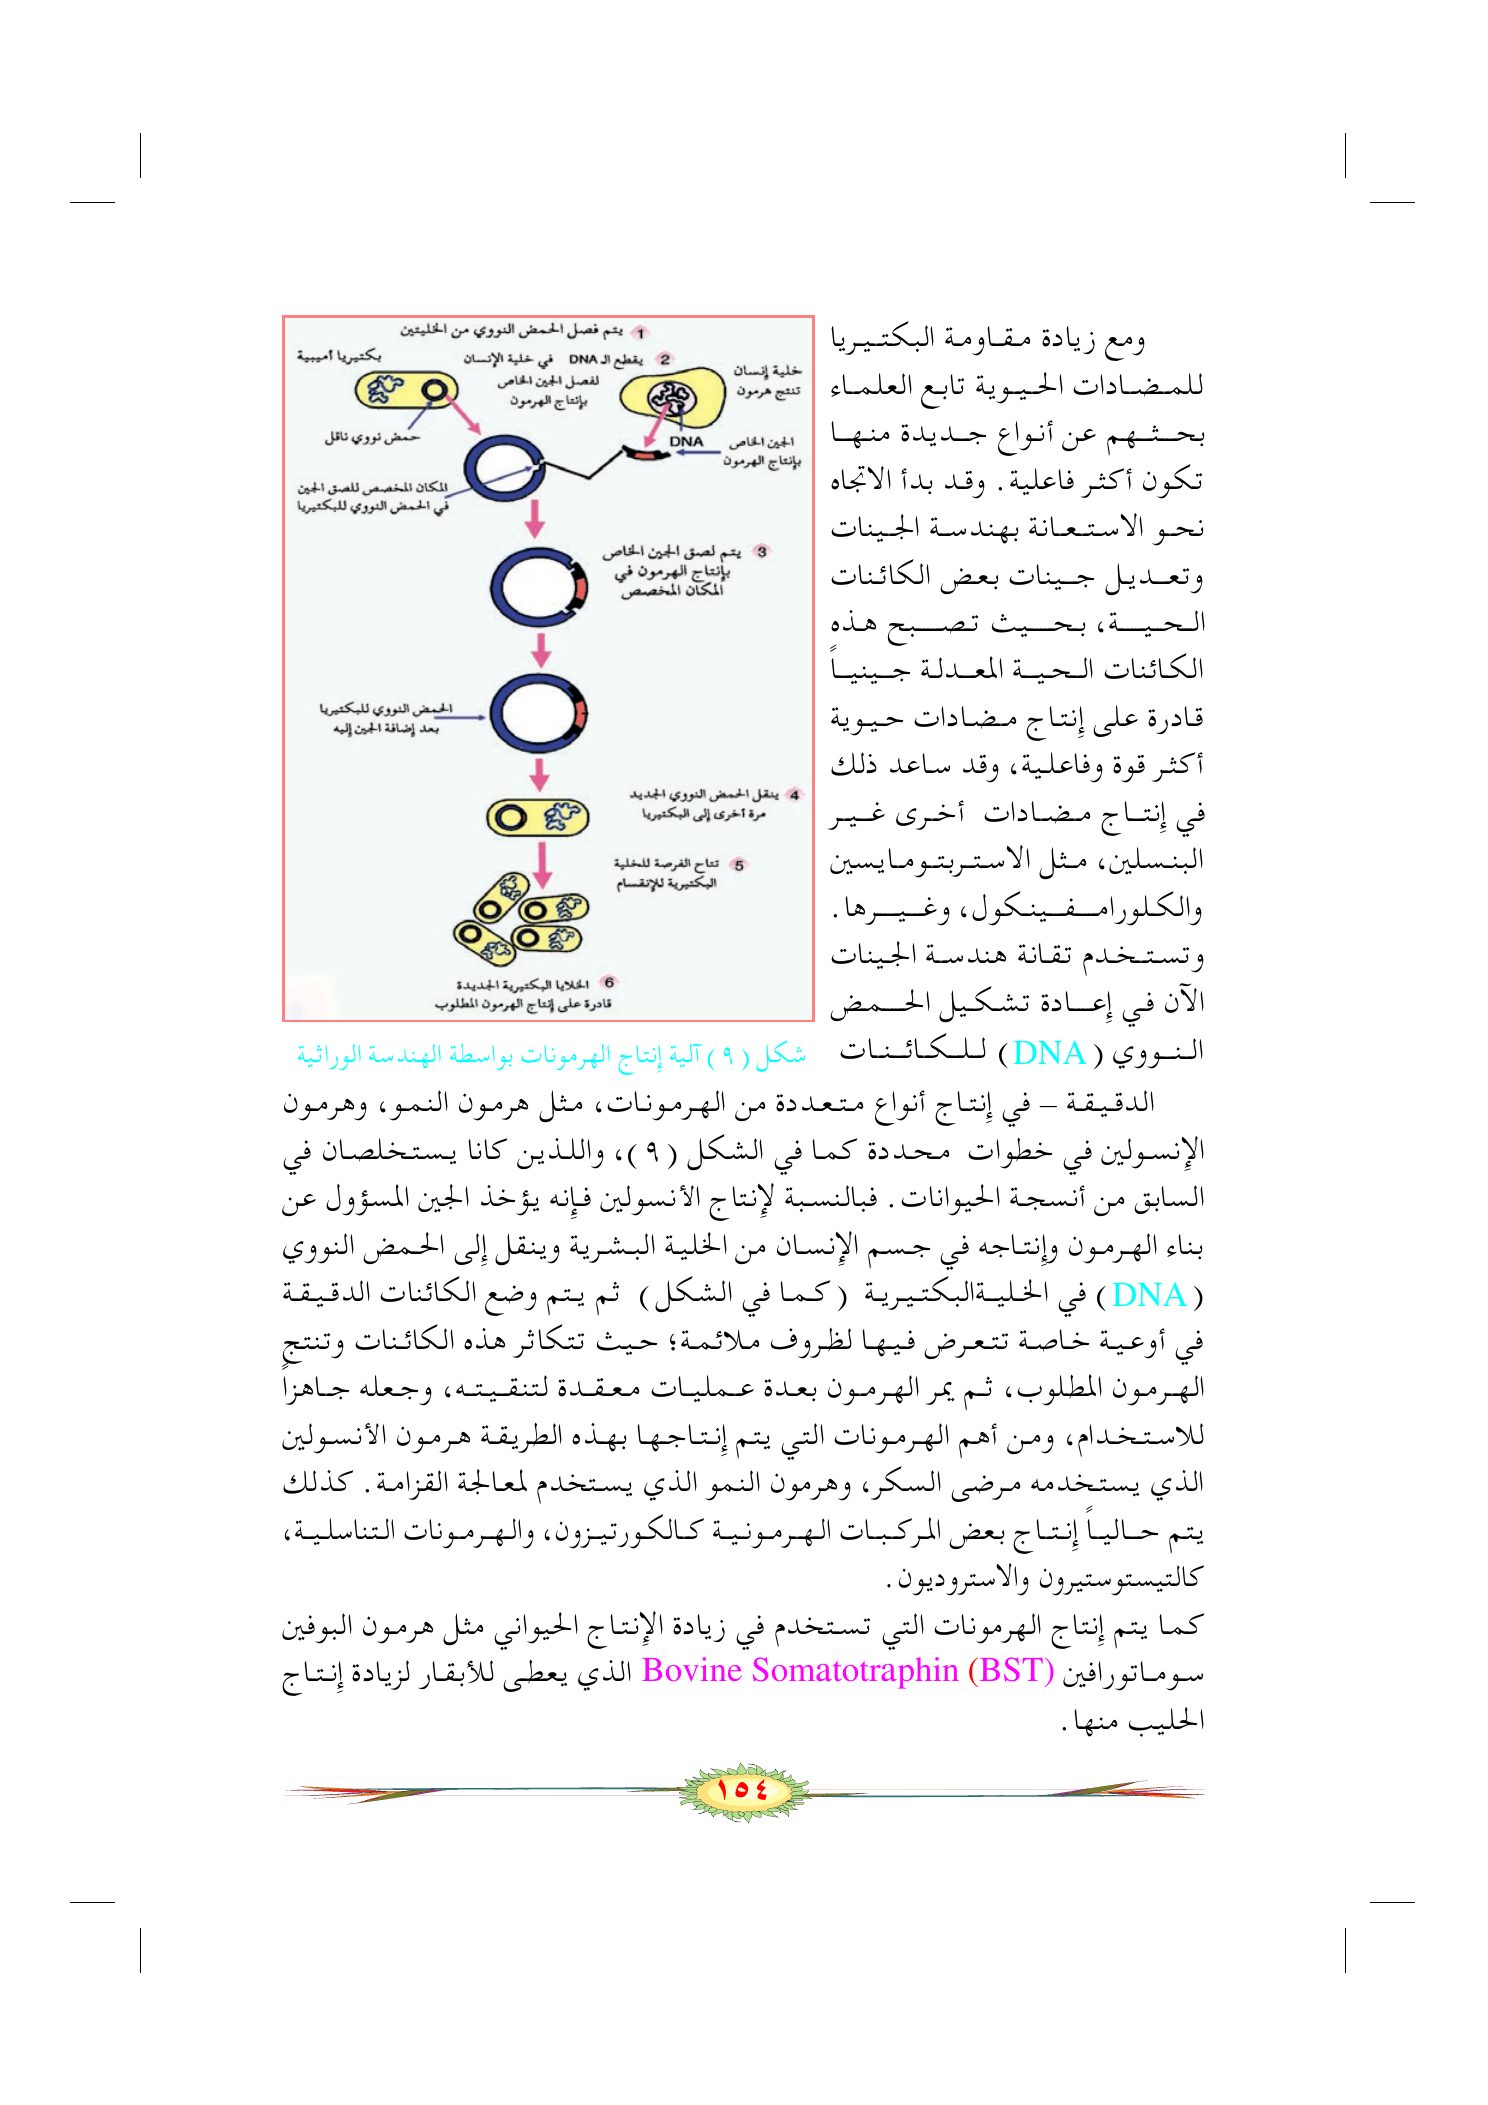 ومع زيادة مقاومة البكتيريا
للمضادات الحيوية تابع العلماء
بحثهم عن أنواع جديدة منها
تكون أكثر فاعلية. وقد بدأ الاتجاه
نحو الاستعانة بهندسة الجينات
وتعديل جينات بعض الكائنات
الحية، بحيث تصبح هذه
الكائنات الحية المعدلة جينياً
قادرة على إنتاج مضادات حيوية
أكثر قوة وفاعلية، وقد ساعد ذلك
في إنتاج مضادات أخرى غير
البنسلين، مثل الاستربتومايسين
والكلورامفينكول، وغيرها.
وتستخدم تقانة هندسة الجينات
الآن في إعادة تشكيل الحمض
النووي (DNA) للكائنات
1 يتم فصل الحمض النووي من الخليتين
بكتيريا أميبية
2 يقطع الـ DNA في خلية الإنسان
لفصل الجين الخاص
بإنتاج الهرمون
خلية إنسان
تنتج هرمون
حمض نووي ناقل
DNA
الجين الخاص
بإنتاج الهرمون
المكان المخصص للصق الجين
في الحمض النووي للبكتيريا
3 يتم لصق الجين الخاص
بإنتاج الهرمون في
المكان المخصص
الحمض النووي للبكتيريا
بعد إضافة الجين إليه
4 ينقل الحمض النووي الجديد
مرة أخرى إلى البكتيريا
5 تتاح الفرصة للخلية
البكتيرية للإنقسام
6 الخلايا البكتيرية الجديدة
قادرة على إنتاج الهرمون المطلوب
شكل (٩) آلية إنتاج الهرمونات بواسطة الهندسة الوراثية
الدقيقة – في إنتاج أنواع متعددة من الهرمونات، مثل هرمون النمو، وهرمون
الإنسولين في خطوات محددة كما في الشكل (٩)، واللذين كانا يستخلصان في
السابق من أنسجة الحيوانات. فبالنسبة لإنتاج الأنسولين فإنه يؤخذ الجين المسؤول عن
بناء الهرمون وإنتاجه في جسم الإنسان من الخلية البشرية وينقل إلى الحمض النووي
(DNA) في الخليةالبكتيرية (كما في الشكل) ثم يتم وضع الكائنات الدقيقة
في أوعية خاصة تتعرض فيها لظروف ملائمة؛ حيث تتكاثر هذه الكائنات وتنتج
الهرمون المطلوب، ثم يمر الهرمون بعدة عمليات معقدة لتنقيته، وجعله جاهزاً
للاستخدام، ومن أهم الهرمونات التي يتم إنتاجها بهذه الطريقة هرمون الأنسولين
الذي يستخدمه مرضى السكر، وهرمون النمو الذي يستخدم لمعالجة القزامة. كذلك
يتم حالياً إنتاج بعض المركبات الهرمونية كالكورتيزون، والهرمونات التناسلية،
كالتيستوستيرون والاستروديون.
كما يتم إنتاج الهرمونات التي تستخدم في زيادة الإنتاج الحيواني مثل هرمون البوفين
سوماتورافين Bovine Somatotraphin (BST) الذي يعطى للأبقار لزيادة إنتاج
الحليب منها.
١٥٤